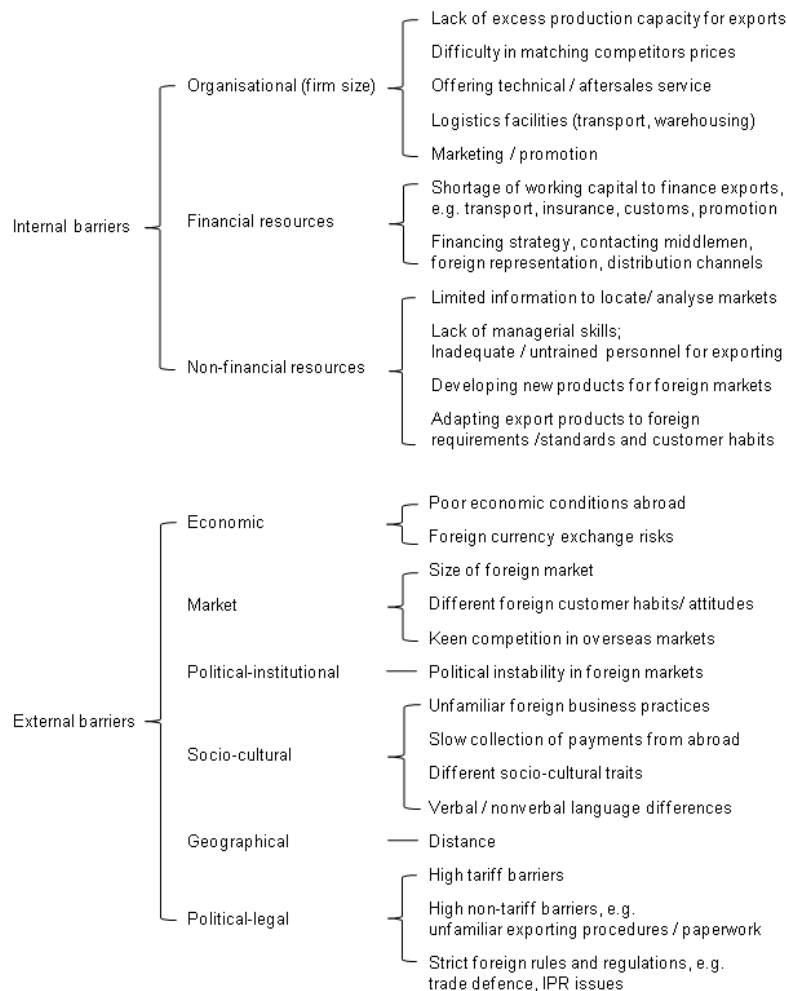 Internal barriers
Organisational (firm size)
Lack of excess production capacity for exports
Difficulty in matching competitors prices
Offering technical / aftersales service
Logistics facilities (transport, warehousing)
Marketing / promotion
Financial resources
Shortage of working capital to finance exports,
e.g. transport, insurance, customs, promotion
Financing strategy, contacting middlemen,
foreign representation, distribution channels
Non-financial resources
Limited information to locate/ analyse markets
Lack of managerial skills;
Inadequate / untrained personnel for exporting
Developing new products for foreign markets
Adapting export products to foreign
requirements /standards and customer habits
External barriers
Economic
Poor economic conditions abroad
Foreign currency exchange risks
Market
Size of foreign market
Different foreign customer habits/ attitudes
Keen competition in overseas markets
Political-institutional
Political instability in foreign markets
Socio-cultural
Unfamiliar foreign business practices
Slow collection of payments from abroad
Different socio-cultural traits
Verbal / nonverbal language differences
Geographical
Distance
Political-legal
High tariff barriers
High non-tariff barriers, e.g.
unfamiliar exporting procedures / paperwork
Strict foreign rules and regulations, e.g.
trade defence, IPR issues